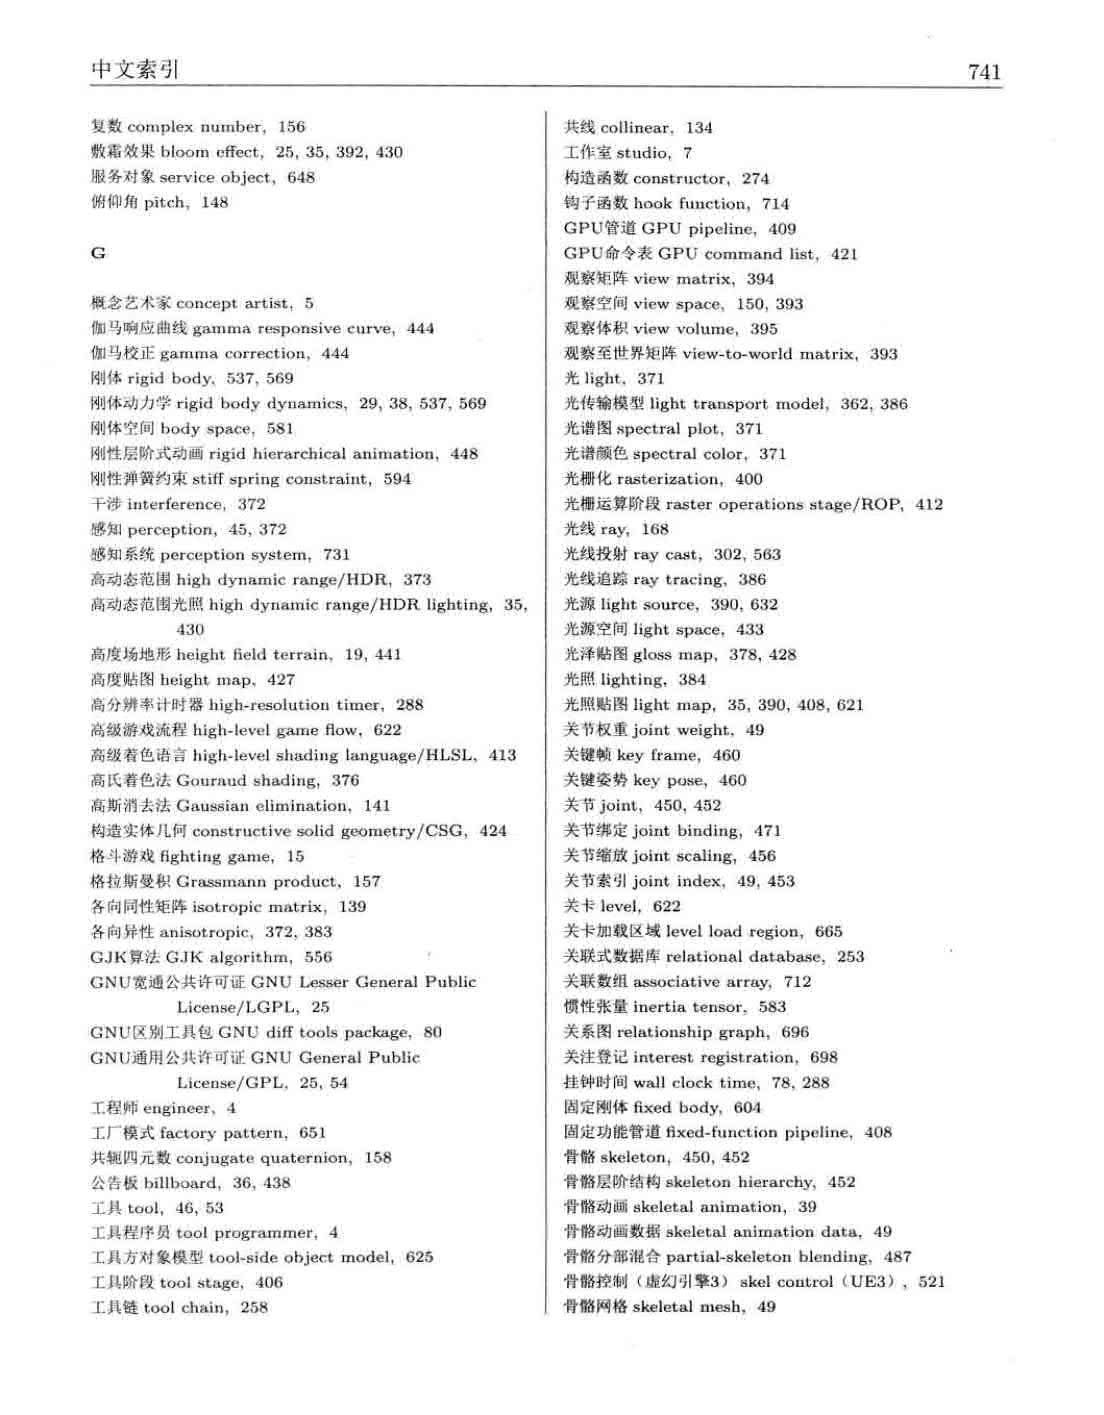 中文索引
741
复数 complex number, 156
敷霜效果 bloom effect, 25, 35, 392, 430
服务对象 service object, 648
俯仰角 pitch, 148
G
概念艺术家 concept artist, 5
伽马响应曲线 gamma responsive curve, 444
伽马校正 gamma correction, 444
刚体 rigid body, 537, 569
刚体动力学 rigid body dynamics, 29, 38, 537, 569
刚体空间 body space, 581
刚性层阶式动画 rigid hierarchical animation, 448
刚性弹簧约束 stiff spring constraint, 594
干涉 interference, 372
感知 perception, 45, 372
感知系统 perception system, 731
高动态范围 high dynamic range/HDR, 373
高动态范围光照 high dynamic range/HDR lighting, 35,
430
高度场地形 height field terrain, 19, 441
高度贴图 height map, 427
高分辨率计时器 high-resolution timer, 288
高级游戏流程 high-level game flow, 622
高级着色语言 high-level shading language/HLSL, 413
高氏着色法 Gouraud shading, 376
高斯消去法 Gaussian elimination, 141
构造实体几何 constructive solid geometry/CSG, 424
格斗游戏 fighting game, 15
格拉斯曼积 Grassmann product, 157
各向同性矩阵 isotropic matrix, 139
各向异性 anisotropic, 372, 383
GJK算法 GJK algorithm, 556
GNU宽通公共许可证 GNU Lesser General Public
License/LGPL, 25
GNU区别工具包 GNU diff tools package, 80
GNU通用公共许可证 GNU General Public
License/GPL, 25, 54
工程师 engineer, 4
工厂模式 factory pattern, 651
共轭四元数 conjugate quaternion, 158
公告板 billboard, 36, 438
工具 tool, 46, 53
工具程序员 tool programmer, 4
工具方对象模型 tool-side object model, 625
工具阶段 tool stage, 406
工具链 tool chain, 258
共线 collinear, 134
工作室 studio, 7
构造函数 constructor, 274
钩子函数 hook function, 714
GPU管道 GPU pipeline, 409
GPU命令表 GPU command list, 421
观察矩阵 view matrix, 394
观察空间 view space, 150, 393
观察体积 view volume, 395
观察至世界矩阵 view-to-world matrix, 393
光 light, 371
光传输模型 light transport model, 362, 386
光谱图 spectral plot, 371
光谱颜色 spectral color, 371
光栅化 rasterization, 400
光栅运算阶段 raster operations stage/ROP, 412
光线 ray, 168
光线投射 ray cast, 302, 563
光线追踪 ray tracing, 386
光源 light source, 390, 632
光源空间 light space, 433
光泽贴图 gloss map, 378, 428
光照 lighting, 384
光照贴图 light map, 35, 390, 408, 621
关节权重 joint weight, 49
关键帧 key frame, 460
关键姿势 key pose, 460
关节 joint, 450, 452
关节绑定 joint binding, 471
关节缩放 joint scaling, 456
关节索引 joint index, 49, 453
关卡 level, 622
关卡加载区域 level load region, 665
关联式数据库 relational database, 253
关联数组 associative array, 712
惯性张量 inertia tensor, 583
关系图 relationship graph, 696
关注登记 interest registration, 698
挂钟时间 wall clock time, 78, 288
固定刚体 fixed body, 604
固定功能管道 fixed-function pipeline, 408
骨骼 skeleton, 450, 452
骨骼层阶结构 skeleton hierarchy, 452
骨骼动画 skeletal animation, 39
骨骼动画数据 skeletal animation data, 49
骨骼分部混合 partial-skeleton blending, 487
骨骼控制（虚幻引擎3） skel control（UE3）, 521
骨骼网格 skeletal mesh, 49